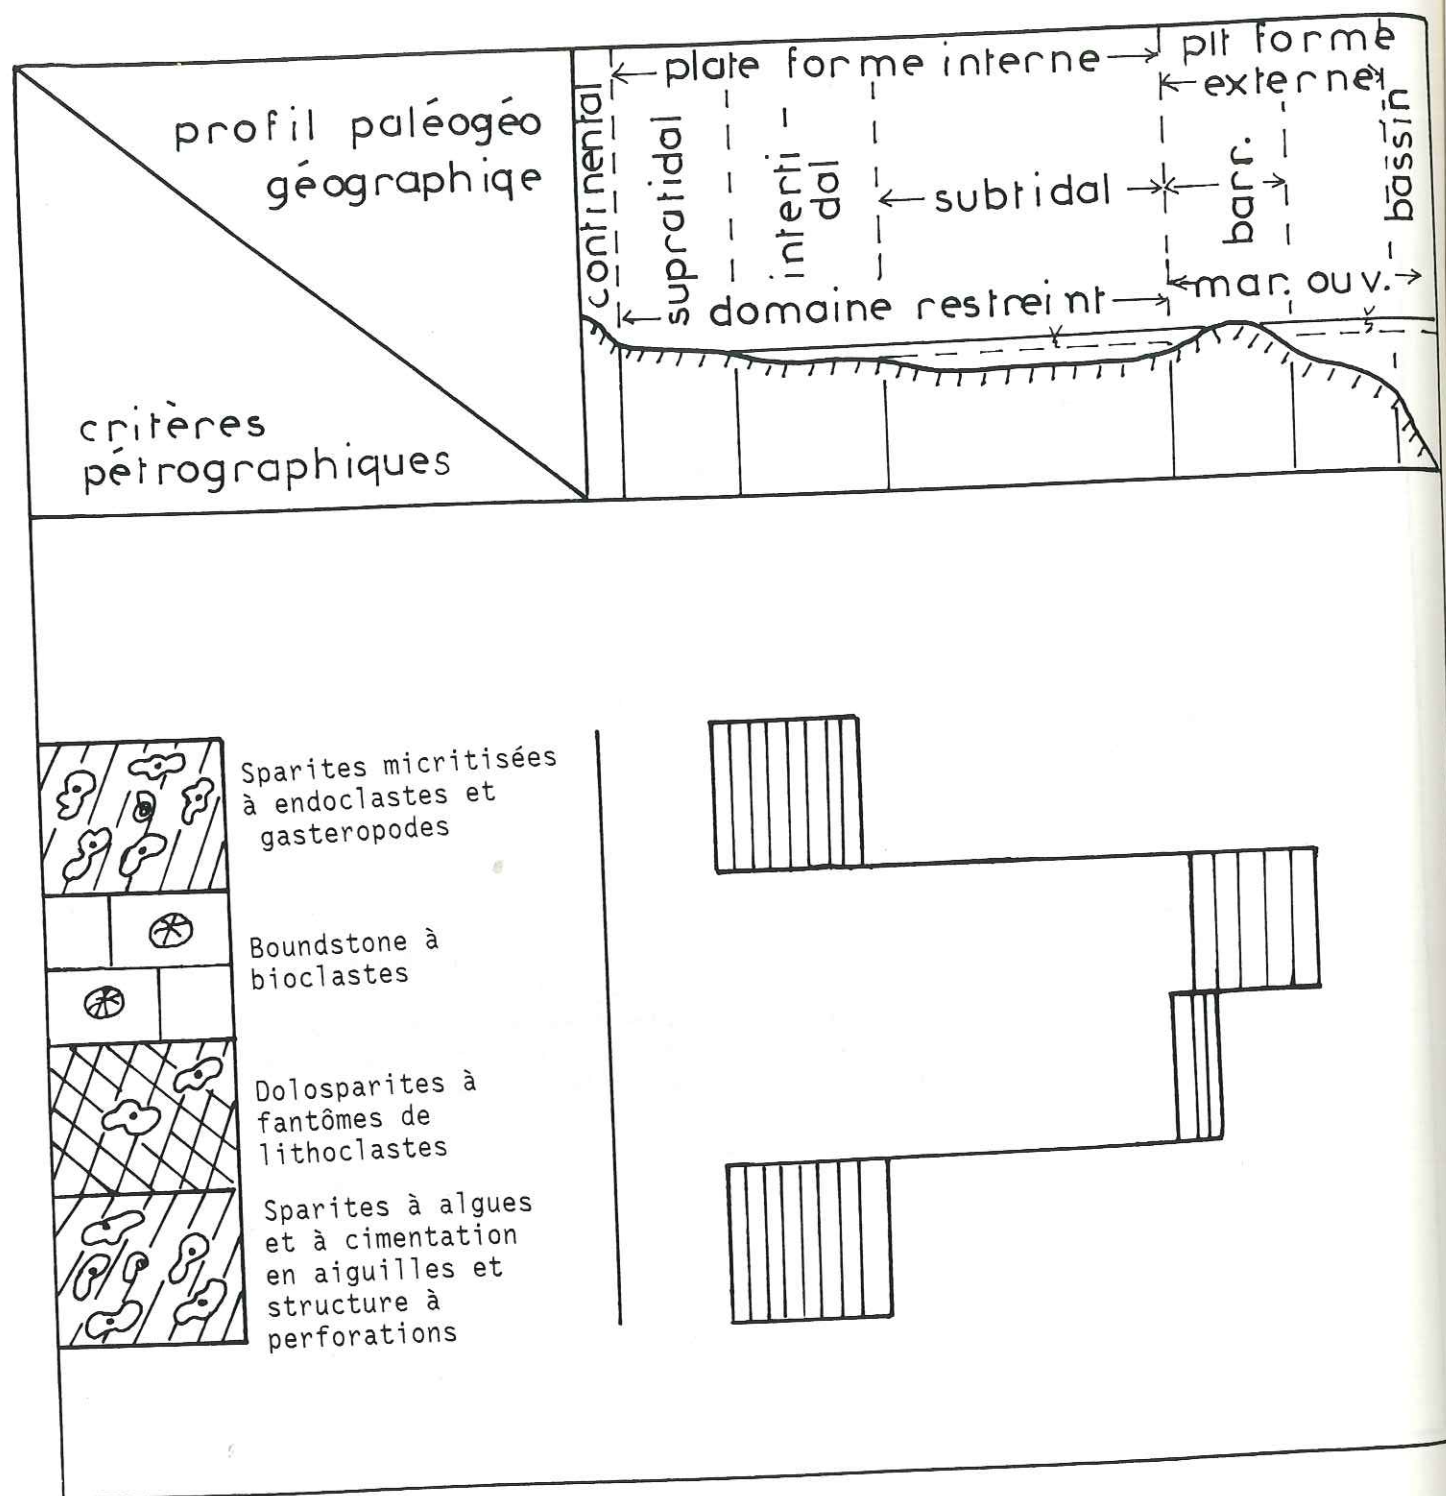 profil paléogéo
géographiqe
critères
pétrographiques
continental
plate forme interne
plt forme
externe
supratidal
interti-
dal
subtidal
barr.
bassin
domaine restreint
mar. ouv.
Sparites micritisées
à endoclastes et
gasteropodes
Boundstone à
bioclastes
Dolosparites à
fantômes de
lithoclastes
Sparites à algues
et à cimentation
en aiguilles et
structure à
perforations